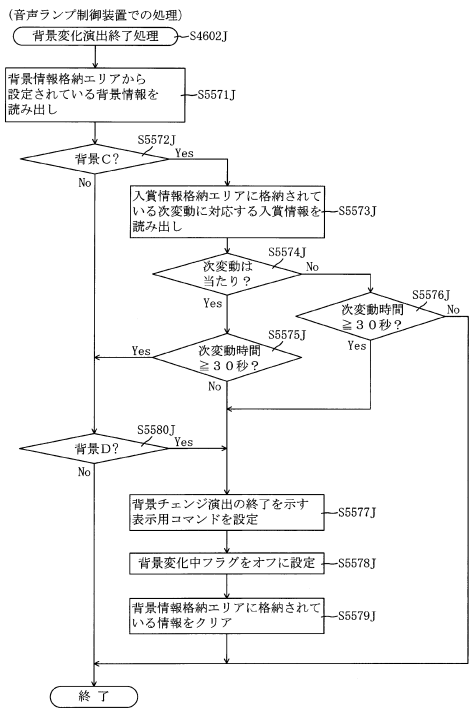 (音声ランプ制御装置での処理)
背景変化演出終了処理
S4602J
背景情報格納エリアから
設定されている背景情報を
読み出し
S5571J
背景C?
S5572J
Yes
No
入賞情報格納エリアに格納されて
いる次変動に対応する入賞情報を
読み出し
S5573J
次変動は
当たり?
S5574J
No
Yes
次変動時間
≧30秒?
S5576J
No
Yes
次変動時間
≧30秒?
S5575J
Yes
No
背景D?
S5580J
Yes
No
背景チェンジ演出の終了を示す
表示用コマンドを設定
S5577J
背景変化中フラグをオフに設定
S5578J
背景情報格納エリアに格納されて
いる情報をクリア
S5579J
終了